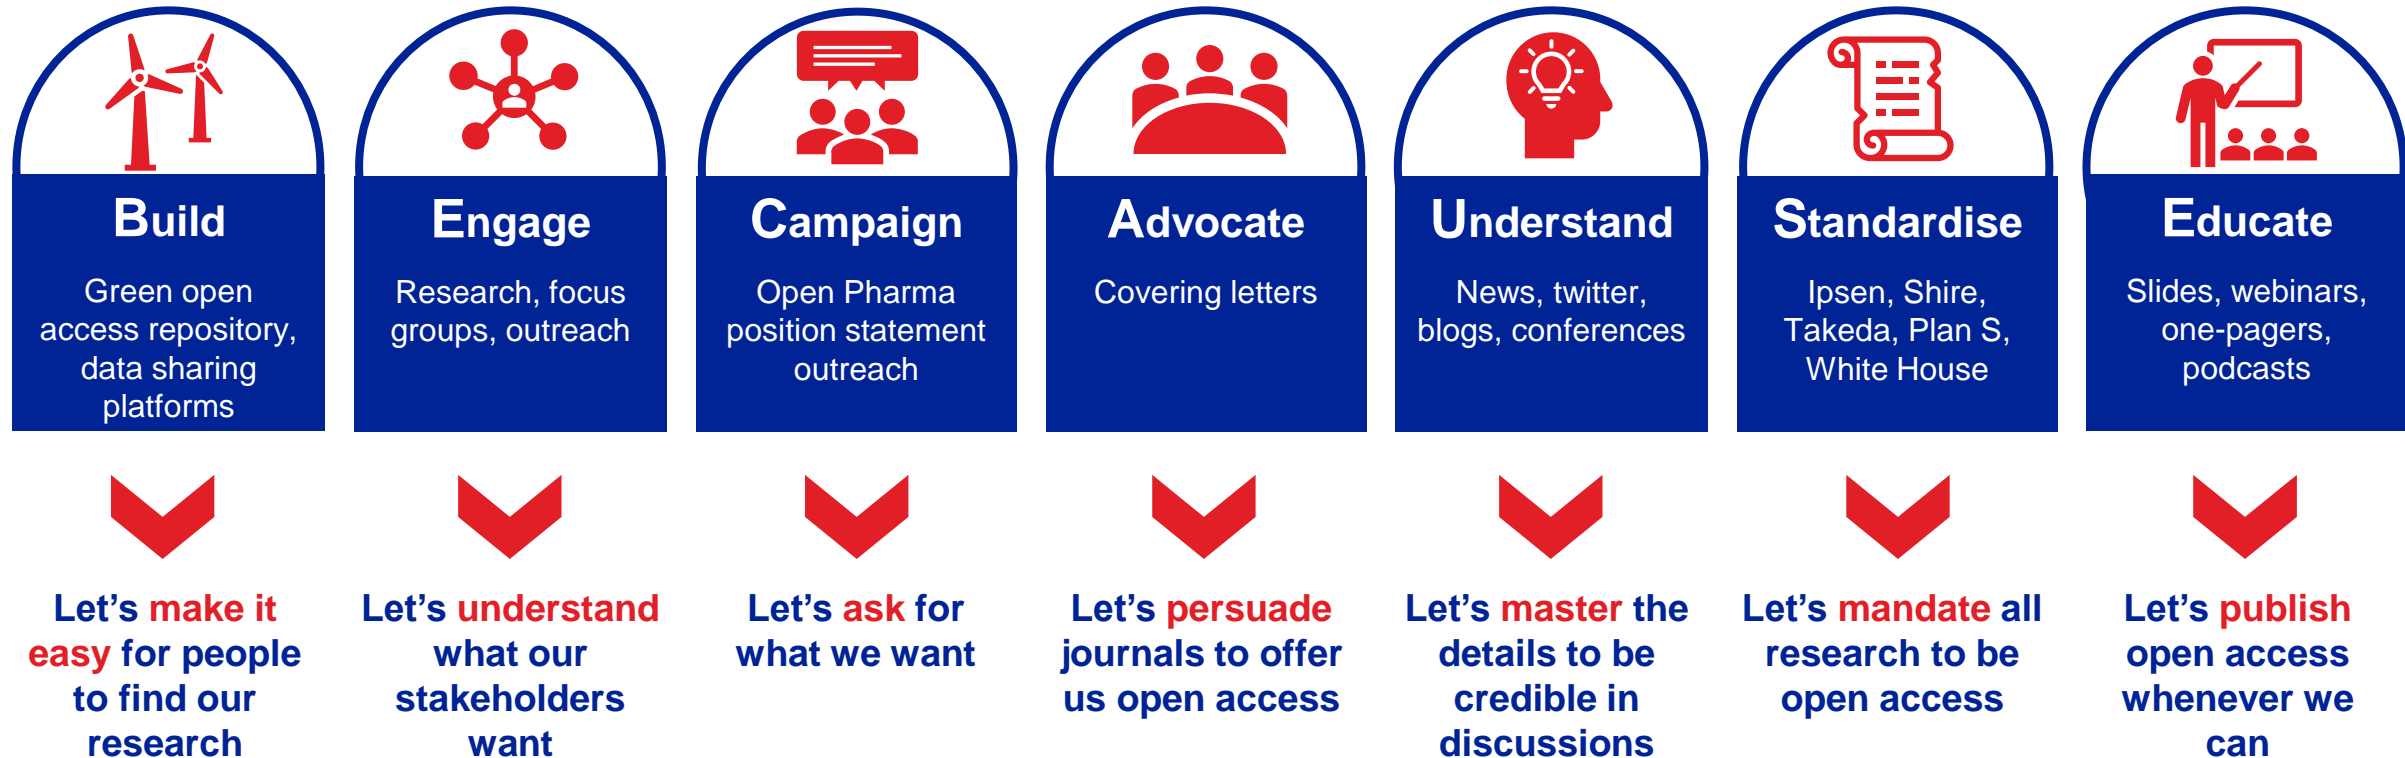 Build
Green open
access repository,
data sharing
platforms
Let's make it
easy for people
to find our
research
Engage
Research, focus
groups, outreach
Let's understand
what our
stakeholders
want
Campaign
Open Pharma
position statement
outreach
Let's ask for
what we want
Advocate
Covering letters
Let's persuade
journals to offer
us open access
Understand
News, twitter,
blogs, conferences
Let's master the
details to be
credible in
discussions
Standardise
Ipsen, Shire,
Takeda, Plan S,
White House
Let's mandate all
research to be
open access
Educate
Slides, webinars,
one-pagers,
podcasts
Let's publish
open access
whenever we
can